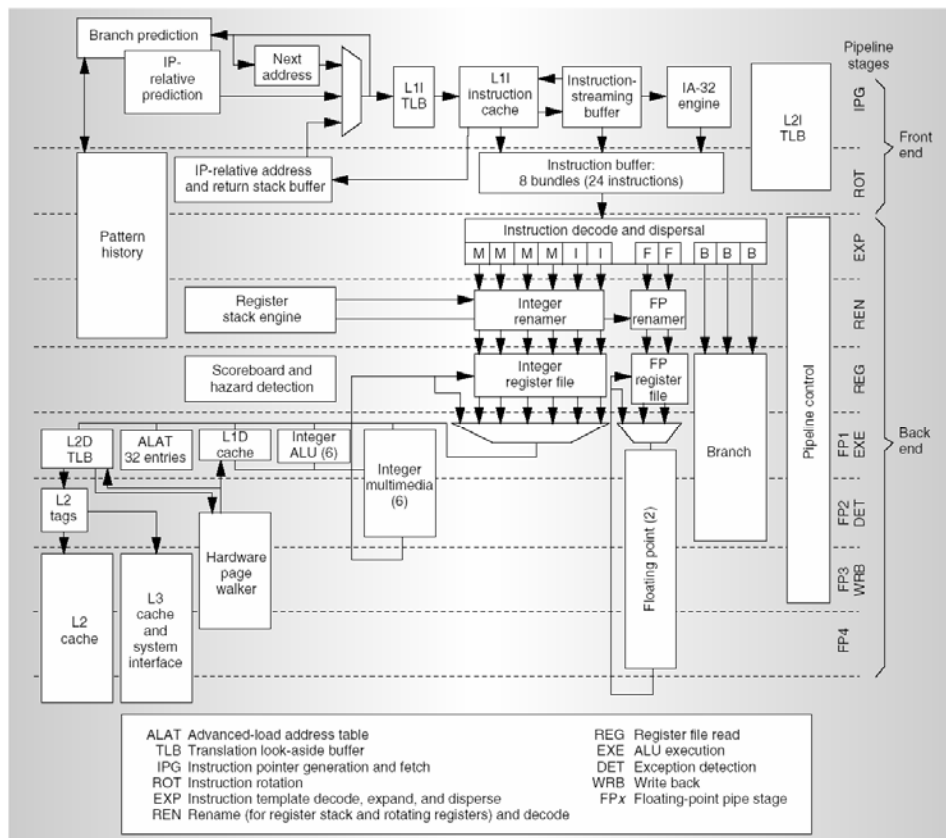 Branch prediction
IP-
relative
prediction
Next
address
L1I
TLB
L1I
instruction
cache
Instruction-
streaming
buffer
IA-32
engine
L2I
TLB
Pipeline
stages
IPG
Front
end
IP-relative address
and return stack buffer
Instruction buffer:
8 bundles (24 instructions)
ROT
Pattern
history
Instruction decode and dispersal
M M M M I I F F B B B
EXP
Register
stack engine
Integer
renamer
FP
renamer
REN
Scoreboard and
hazard detection
Integer
register file
FP
register
file
REG
Pipeline control
L2D
TLB
ALAT
32 entries
L1D
cache
Integer
ALU (6)
Integer
multimedia
(6)
Floating point (2)
Branch
FP1
EXE
Back
end
L2
tags
Hardware
page
walker
FP2
DET
L2
cache
L3
cache
and
system
interface
FP3
WRB
FP4
ALAT Advanced-load address table
TLB Translation look-aside buffer
IPG Instruction pointer generation and fetch
ROT Instruction rotation
EXP Instruction template decode, expand, and disperse
REN Rename (for register stack and rotating registers) and decode
REG Register file read
EXE ALU execution
DET Exception detection
WRB Write back
FPx Floating-point pipe stage